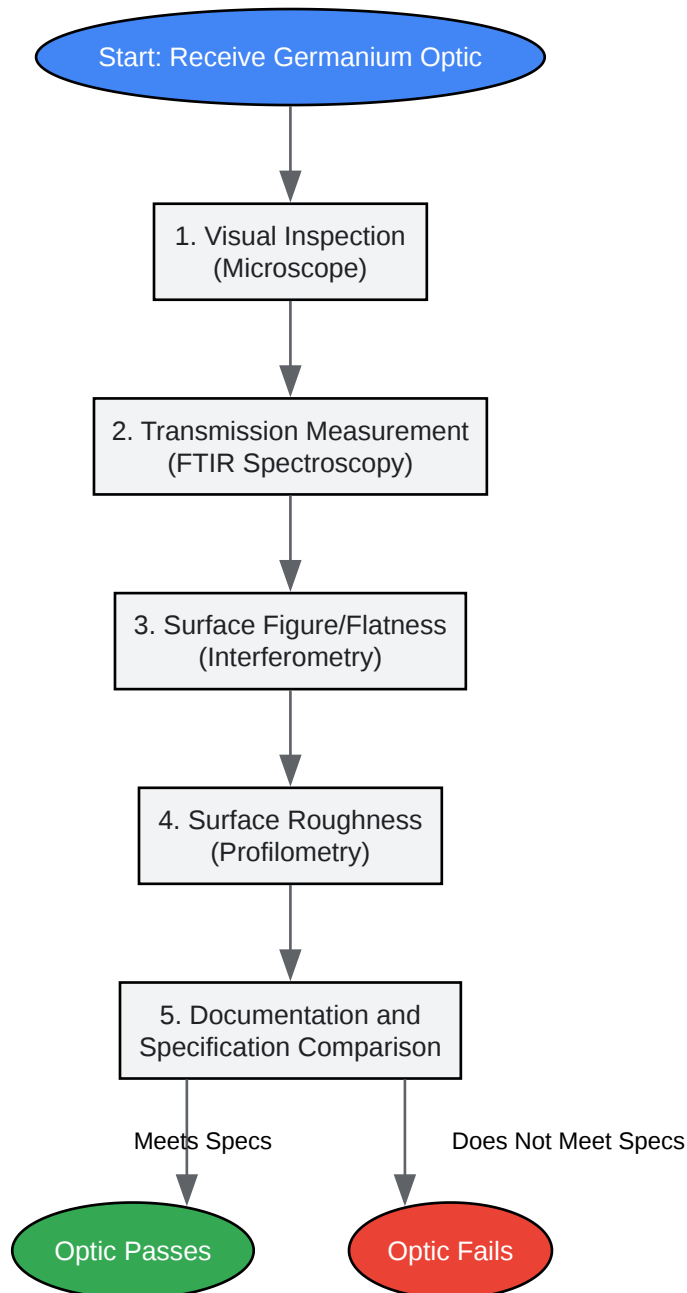 Start: Receive Germanium Optic
1. Visual Inspection
(Microscope)
2. Transmission Measurement
(FTIR Spectroscopy)
3. Surface Figure/Flatness
(Interferometry)
4. Surface Roughness
(Profilometry)
5. Documentation and
Specification Comparison
Meets Specs
Does Not Meet Specs
Optic Passes
Optic Fails